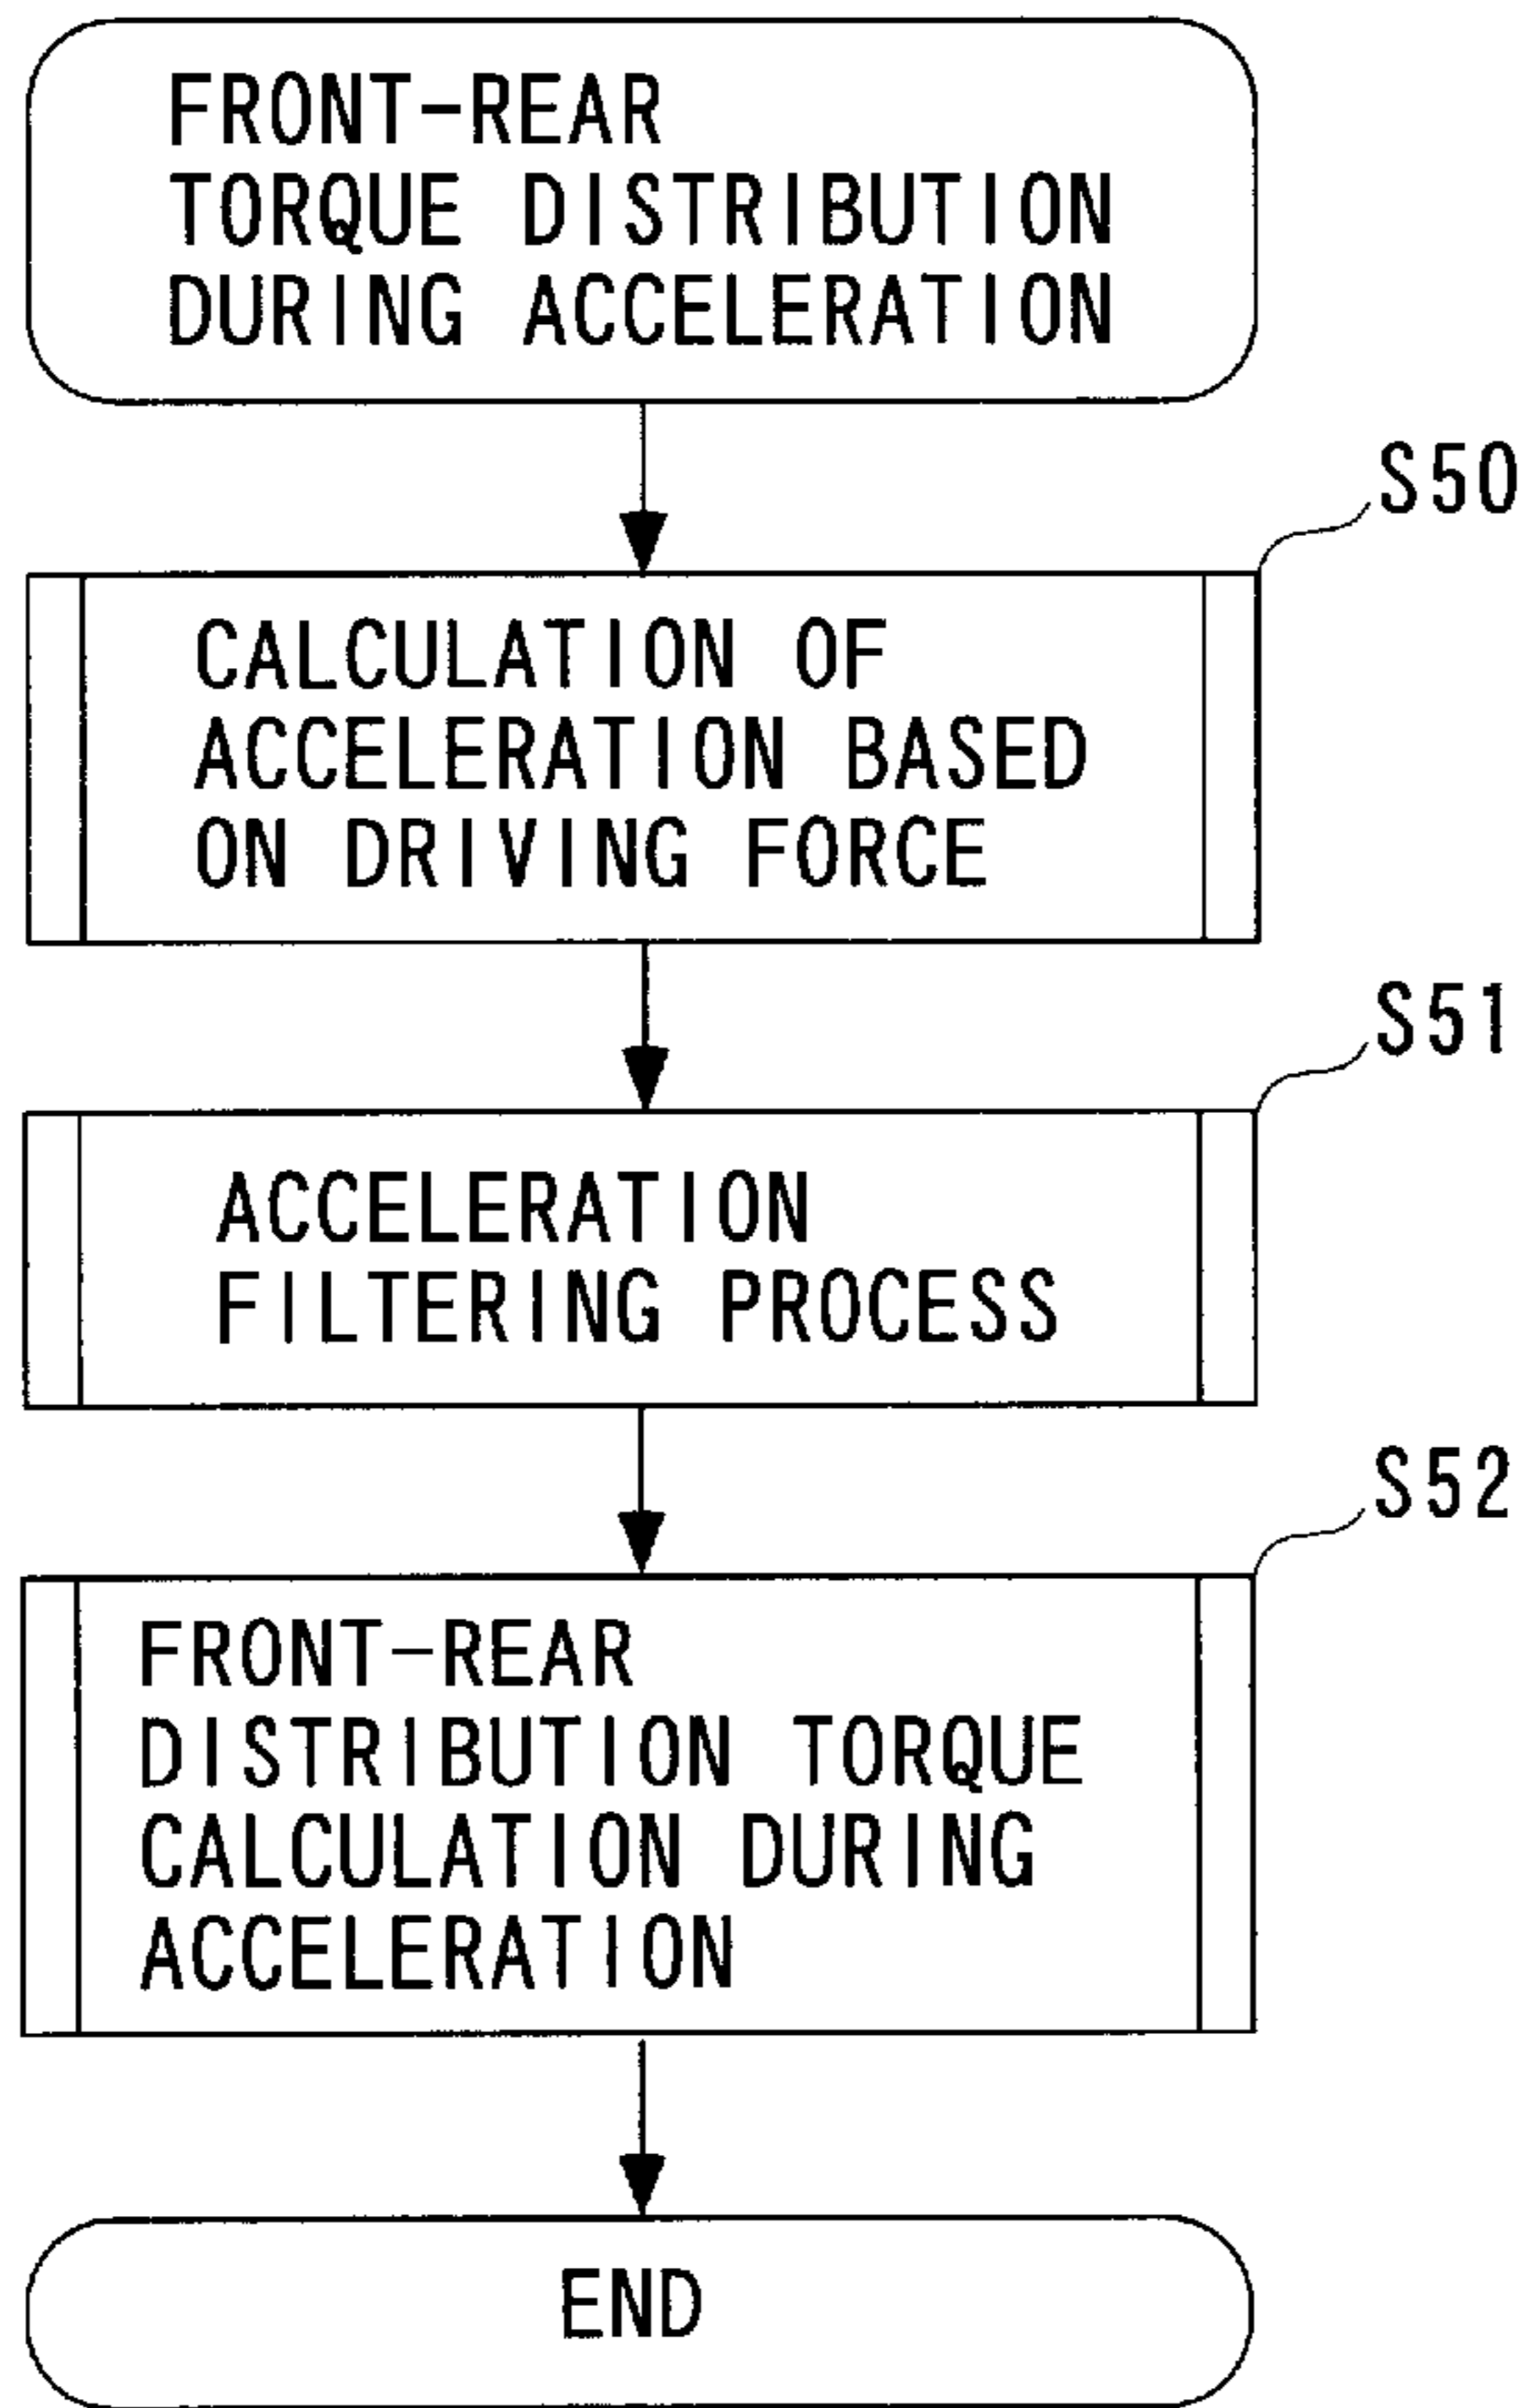 FRONT-REAR
TORQUE DISTRIBUTION
DURING ACCELERATION
S50
CALCULATION OF
ACCELERATION BASED
ON DRIVING FORCE
S51
ACCELERATION
FILTERING PROCESS
S52
FRONT-REAR
DISTRIBUTION TORQUE
CALCULATION DURING
ACCELERATION
END